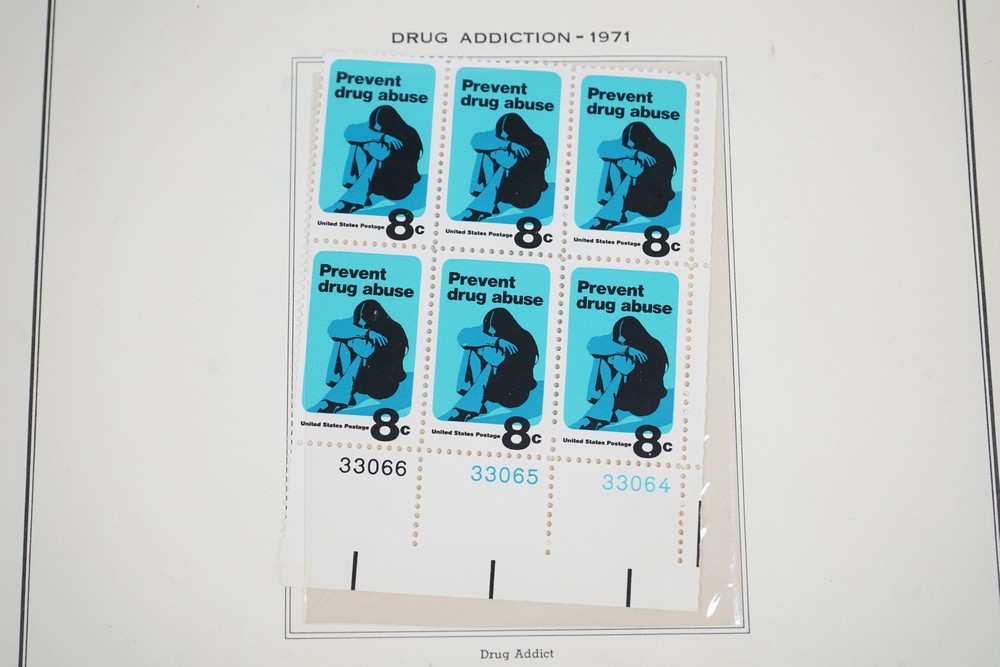 DRUG ADDICTION - 1971
Prevent
drug abuse
United States Postage 8c
Prevent
drug abuse
United States Postage 8c
Prevent
drug abuse
United States Postage 8c
Prevent
drug abuse
United States Postage 8c
Prevent
drug abuse
United States Postage 8c
Prevent
drug abuse
United States Postage 8c
33066 33065 33064
Drug Addict